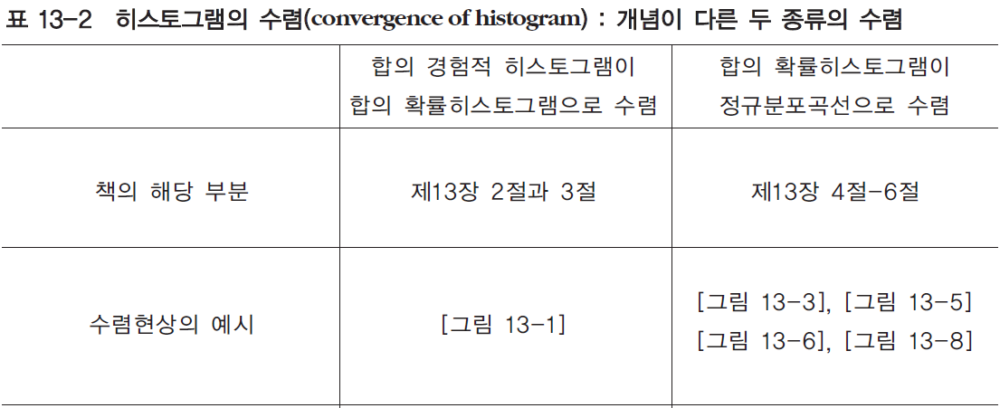 표 13-2 히스토그램의 수렴(convergence of histogram) : 개념이 다른 두 종류의 수렴
합의 경험적 히스토그램이
합의 확률히스토그램으로 수렴
합의 확률히스토그램이
정규분포곡선으로 수렴
책의 해당 부분
제13장 2절과 3절
제13장 4절-6절
수렴현상의 예시
[그림 13-1]
[그림 13-3], [그림 13-5]
[그림 13-6], [그림 13-8]